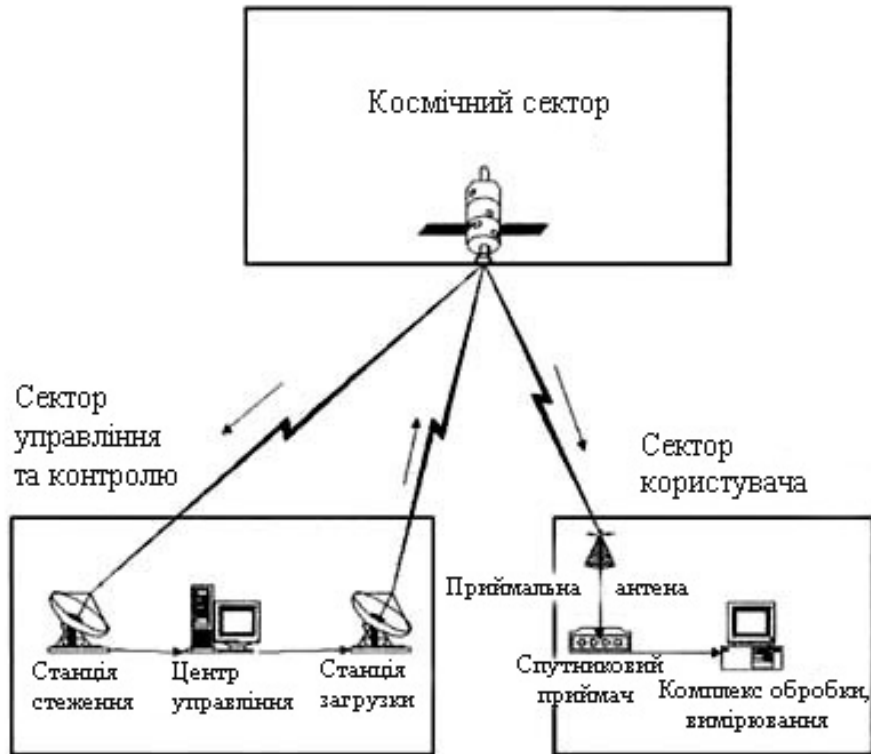 Космічний сектор
Сектор
управління
та контролю
Сектор
користувача
Приймальна антена
Станція
стеження
Центр
управління
Станція
загрузки
Спутниковий
приймач
Комплекс обробки,
вимірювання